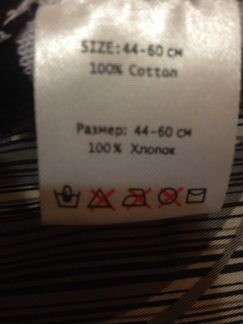 SIZE: 44-60 см
100% Cotton
Размер: 44-60 см
100% Хлопок